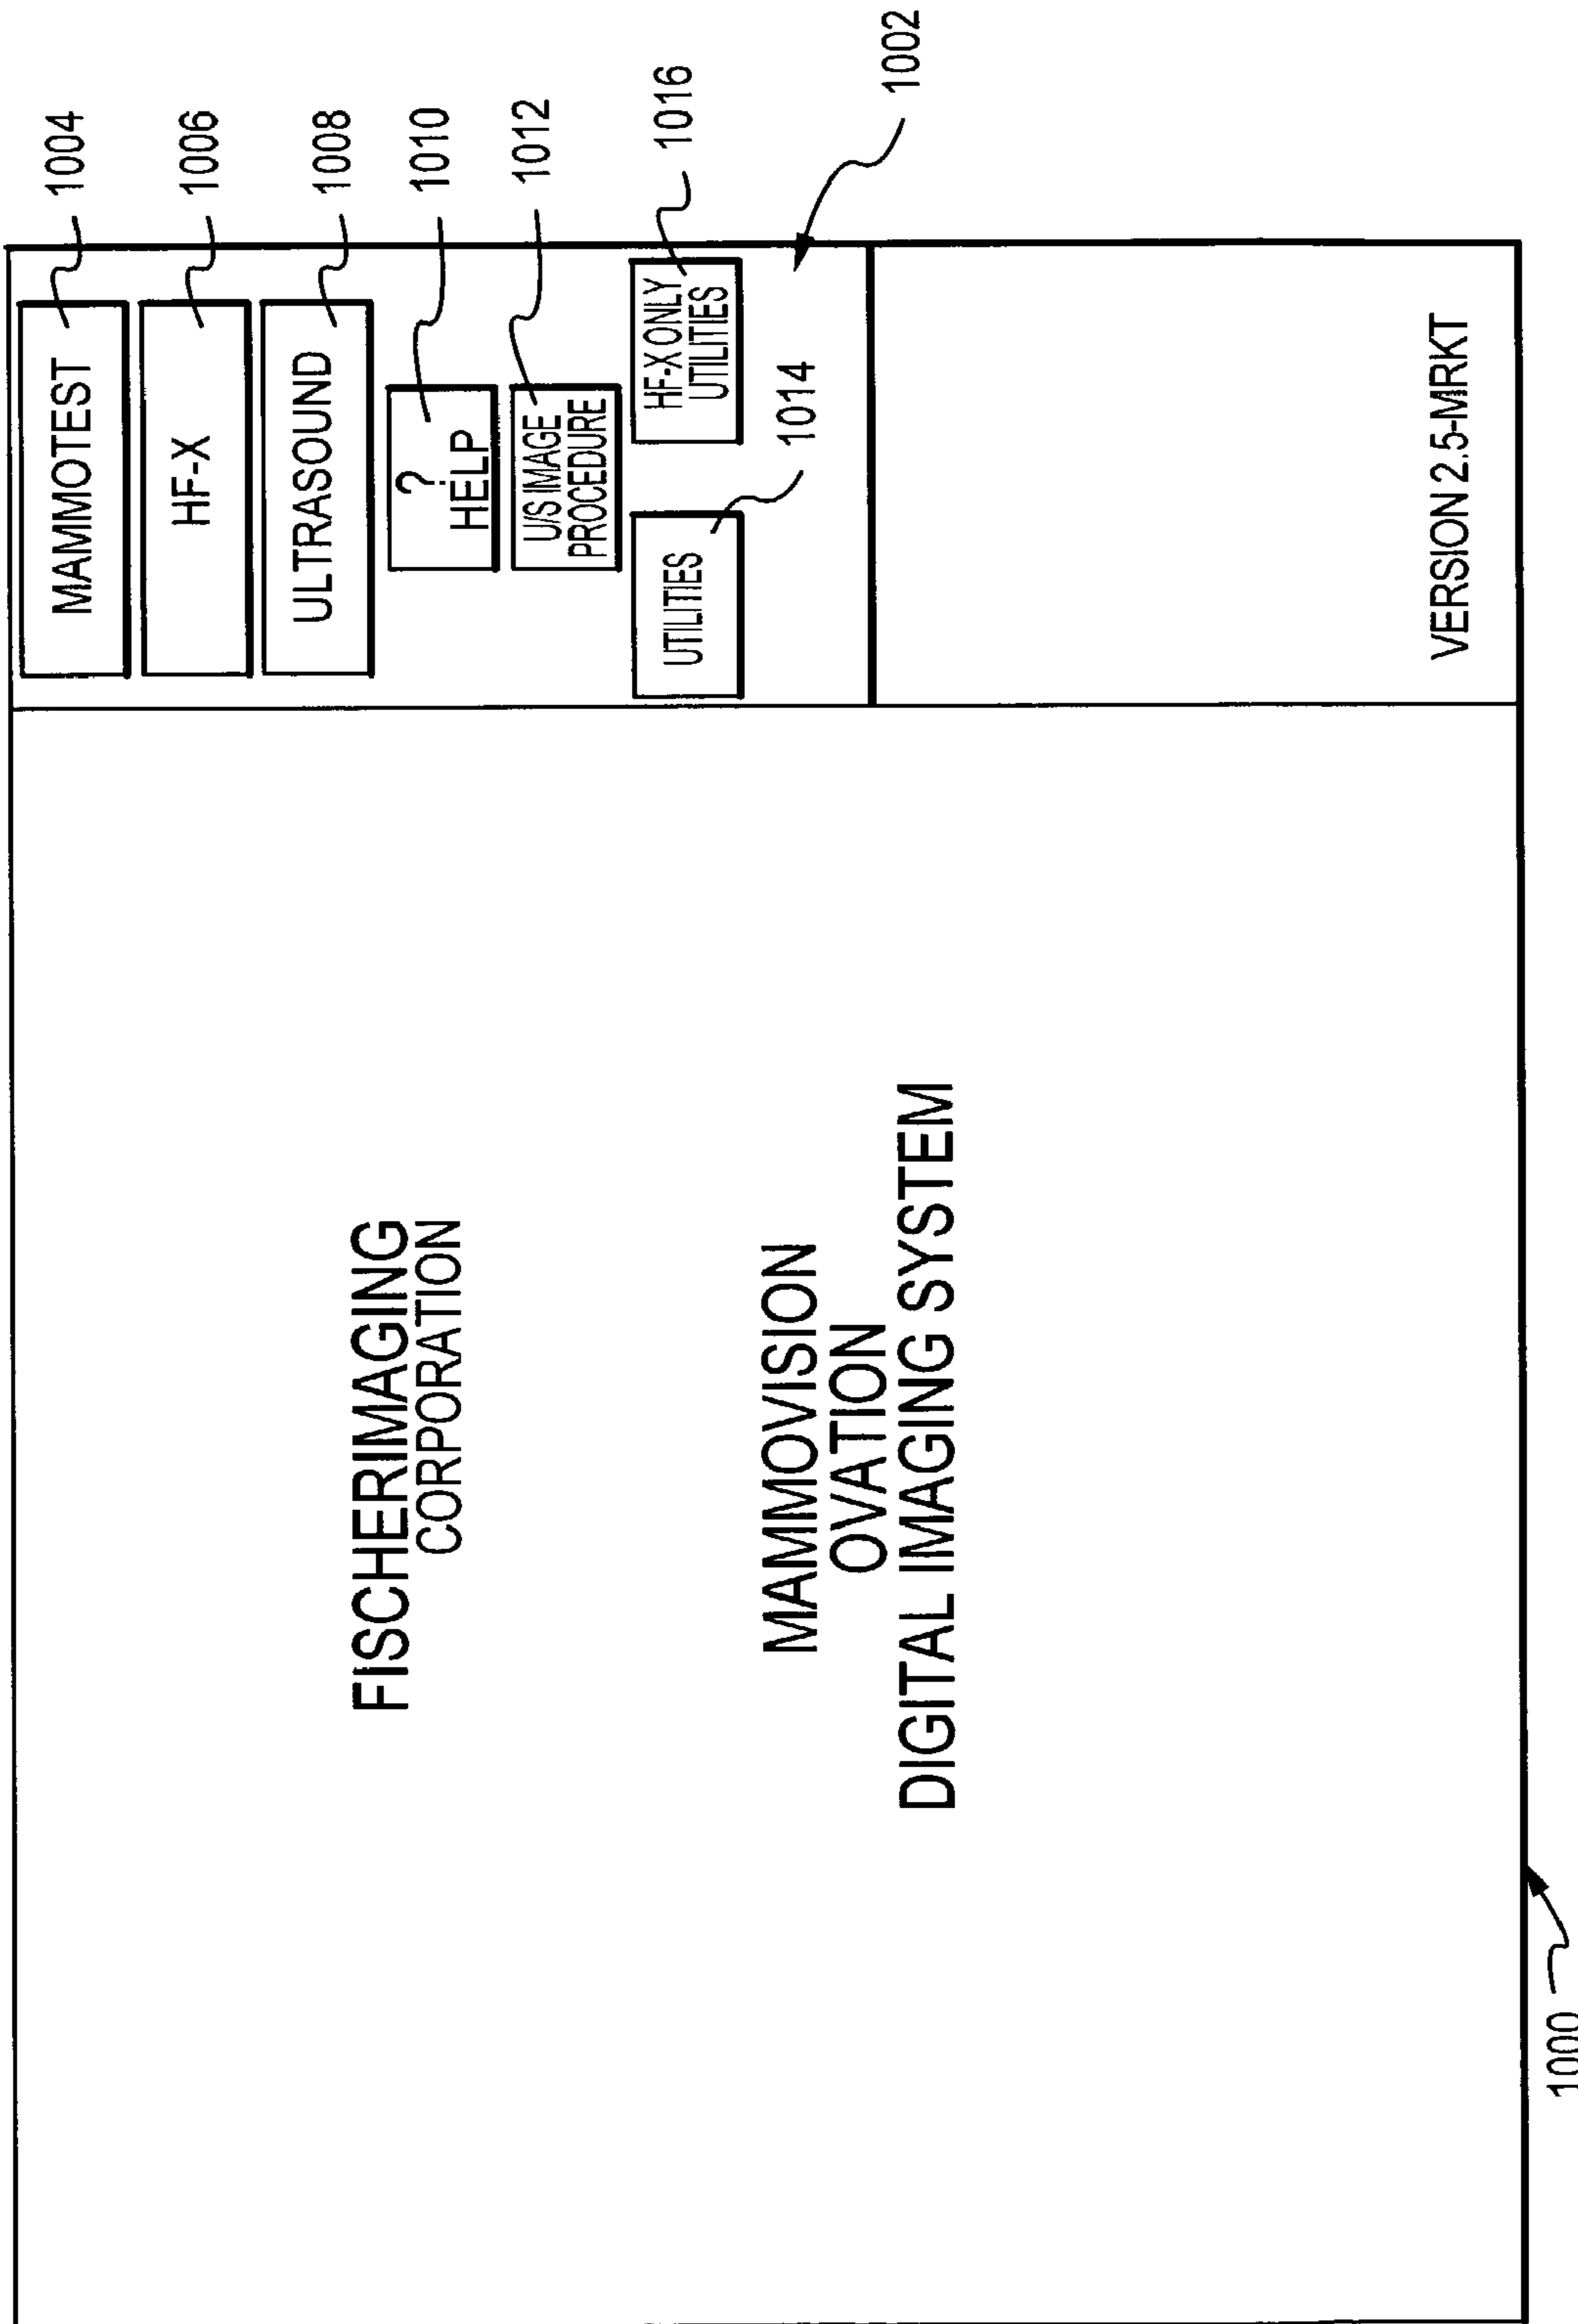 FISCHERIMAGING
CORPORATION
MAMMOVISION
OVATION
DIGITAL IMAGING SYSTEM
MAMMOTEST
HF-X
ULTRASOUND
?
HELP
U/S IMAGE
PROCEDURE
UTILITIES
HF-X ONLY
UTILITIES
VERSION 2.5-MRKT
1004
1006
1008
1010
1012
1016
1014
1002
1000